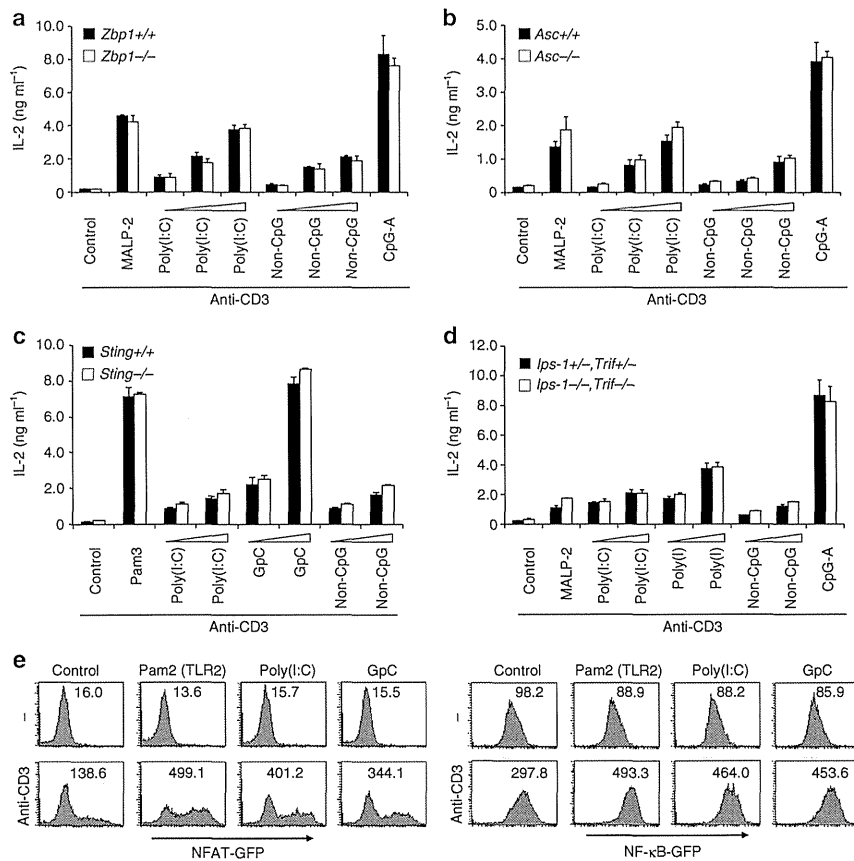 a
Zbp1+/+
Zbp1–/–
IL-2 (ng ml⁻¹)
10.0
8.0
6.0
4.0
2.0
0
Control
MALP-2
Poly(I:C)
Poly(I:C)
Poly(I:C)
Non-CpG
Non-CpG
Non-CpG
CpG-A
Anti-CD3
b
Asc+/+
Asc–/–
IL-2 (ng ml⁻¹)
5.0
4.0
3.0
2.0
1.0
0
Control
MALP-2
Poly(I:C)
Poly(I:C)
Poly(I:C)
Non-CpG
Non-CpG
Non-CpG
CpG-A
Anti-CD3
c
Sting+/+
Sting–/–
IL-2 (ng ml⁻¹)
10.0
8.0
6.0
4.0
2.0
0
Control
Pam3
Poly(I:C)
Poly(I:C)
GpC
GpC
Non-CpG
Non-CpG
Anti-CD3
d
Ips-1+/–,Trif+/–
Ips-1–/–,Trif–/–
IL-2 (ng ml⁻¹)
12.0
10.0
8.0
6.0
4.0
2.0
0
Control
MALP-2
Poly(I:C)
Poly(I:C)
Poly(I)
Poly(I)
Non-CpG
Non-CpG
CpG-A
Anti-CD3
e
Control Pam2 (TLR2) Poly(I:C) GpC
– 16.0 13.6 15.7 15.5
Anti-CD3 138.6 499.1 401.2 344.1
NFAT-GFP
Control Pam2 (TLR2) Poly(I:C) GpC
– 98.2 88.9 88.2 85.9
Anti-CD3 297.8 493.3 464.0 453.6
NF-κB-GFP